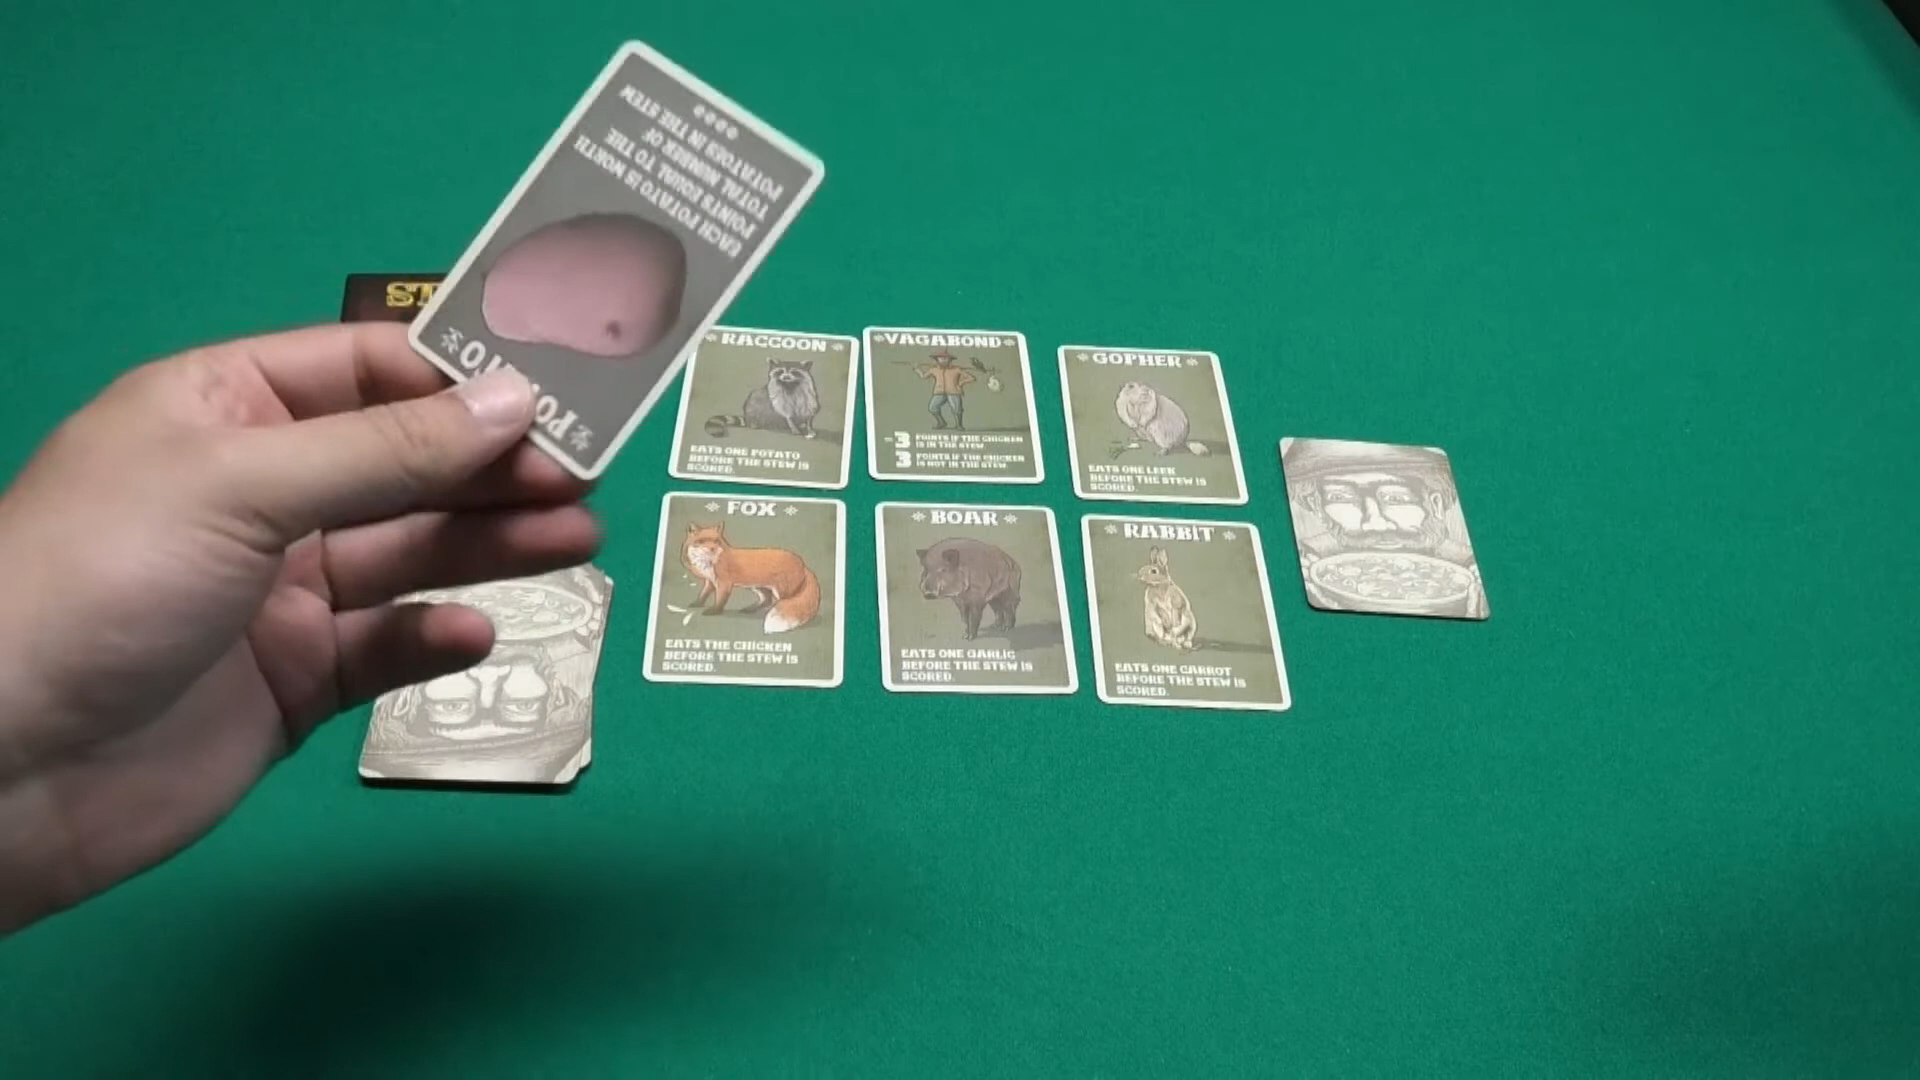 POTATO
EACH POTATO IS WORTH
POINTS EQUAL TO THE
TOTAL NUMBER OF
POTATOES IN THE STEW
ST
RACCOON
EATS ONE POTATO
BEFORE THE STEW IS
SCORED.
VAGABOND
-3 POINTS IF THE CHICKEN
IS IN THE STEW.
3 POINTS IF THE CHICKEN
IS NOT IN THE STEW.
GOPHER
EATS ONE LEEK
BEFORE THE STEW IS
SCORED.
FOX
EATS THE CHICKEN
BEFORE THE STEW IS
SCORED.
BOAR
EATS ONE GARLIC
BEFORE THE STEW IS
SCORED.
RABBIT
EATS ONE CARROT
BEFORE THE STEW IS
SCORED.